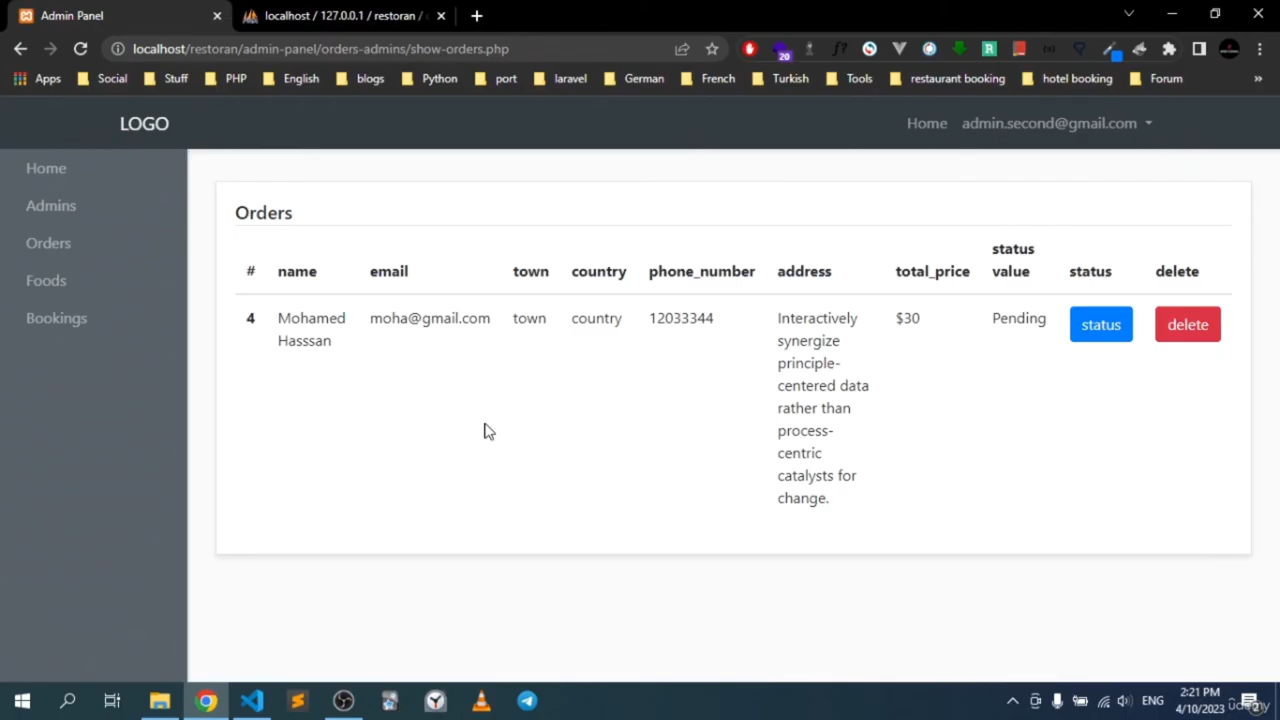 Admin Panel
localhost / 127.0.0.1 / restoran /
localhost/restoran/admin-panel/orders-admins/show-orders.php
20
Apps Social Stuff PHP English blogs Python port laravel German French Turkish Tools restaurant booking hotel booking Forum
LOGO Home admin.second@gmail.com
Home
Admins
Orders
Foods
Bookings
Orders
# name email town country phone_number address total_price status value status delete
4 Mohamed Hasssan moha@gmail.com town country 12033344 $30 Pending status delete
Interactively
synergize
principle-
centered data
rather than
process-
centric
catalysts for
change.
ENG
2:21 PM
4/10/2023
udemy